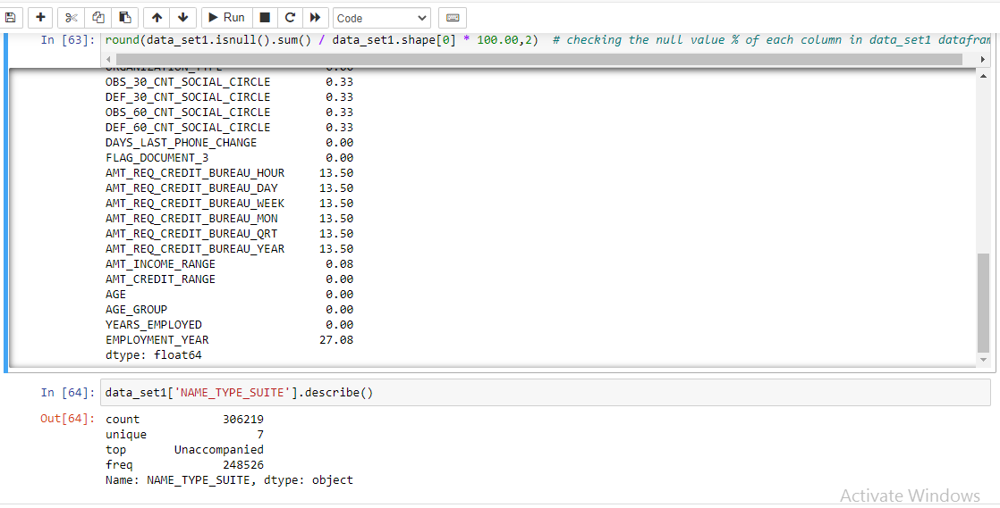 Run
Code
In [63]: round(data_set1.isnull().sum() / data_set1.shape[0] * 100.00,2)  # checking the null value % of each column in data_set1
ORGANIZATION_TYPE 0.00
OBS_30_CNT_SOCIAL_CIRCLE 0.33
DEF_30_CNT_SOCIAL_CIRCLE 0.33
OBS_60_CNT_SOCIAL_CIRCLE 0.33
DEF_60_CNT_SOCIAL_CIRCLE 0.33
DAYS_LAST_PHONE_CHANGE 0.00
FLAG_DOCUMENT_3 0.00
AMT_REQ_CREDIT_BUREAU_HOUR 13.50
AMT_REQ_CREDIT_BUREAU_DAY 13.50
AMT_REQ_CREDIT_BUREAU_WEEK 13.50
AMT_REQ_CREDIT_BUREAU_MON 13.50
AMT_REQ_CREDIT_BUREAU_QRT 13.50
AMT_REQ_CREDIT_BUREAU_YEAR 13.50
AMT_INCOME_RANGE 0.08
AMT_CREDIT_RANGE 0.00
AGE 0.00
AGE_GROUP 0.00
YEARS_EMPLOYED 0.00
EMPLOYMENT_YEAR 27.08
dtype: float64
In [64]: data_set1['NAME_TYPE_SUITE'].describe()
Out[64]: count 306219
unique 7
top Unaccompanied
freq 248526
Name: NAME_TYPE_SUITE, dtype: object
Activate Windows